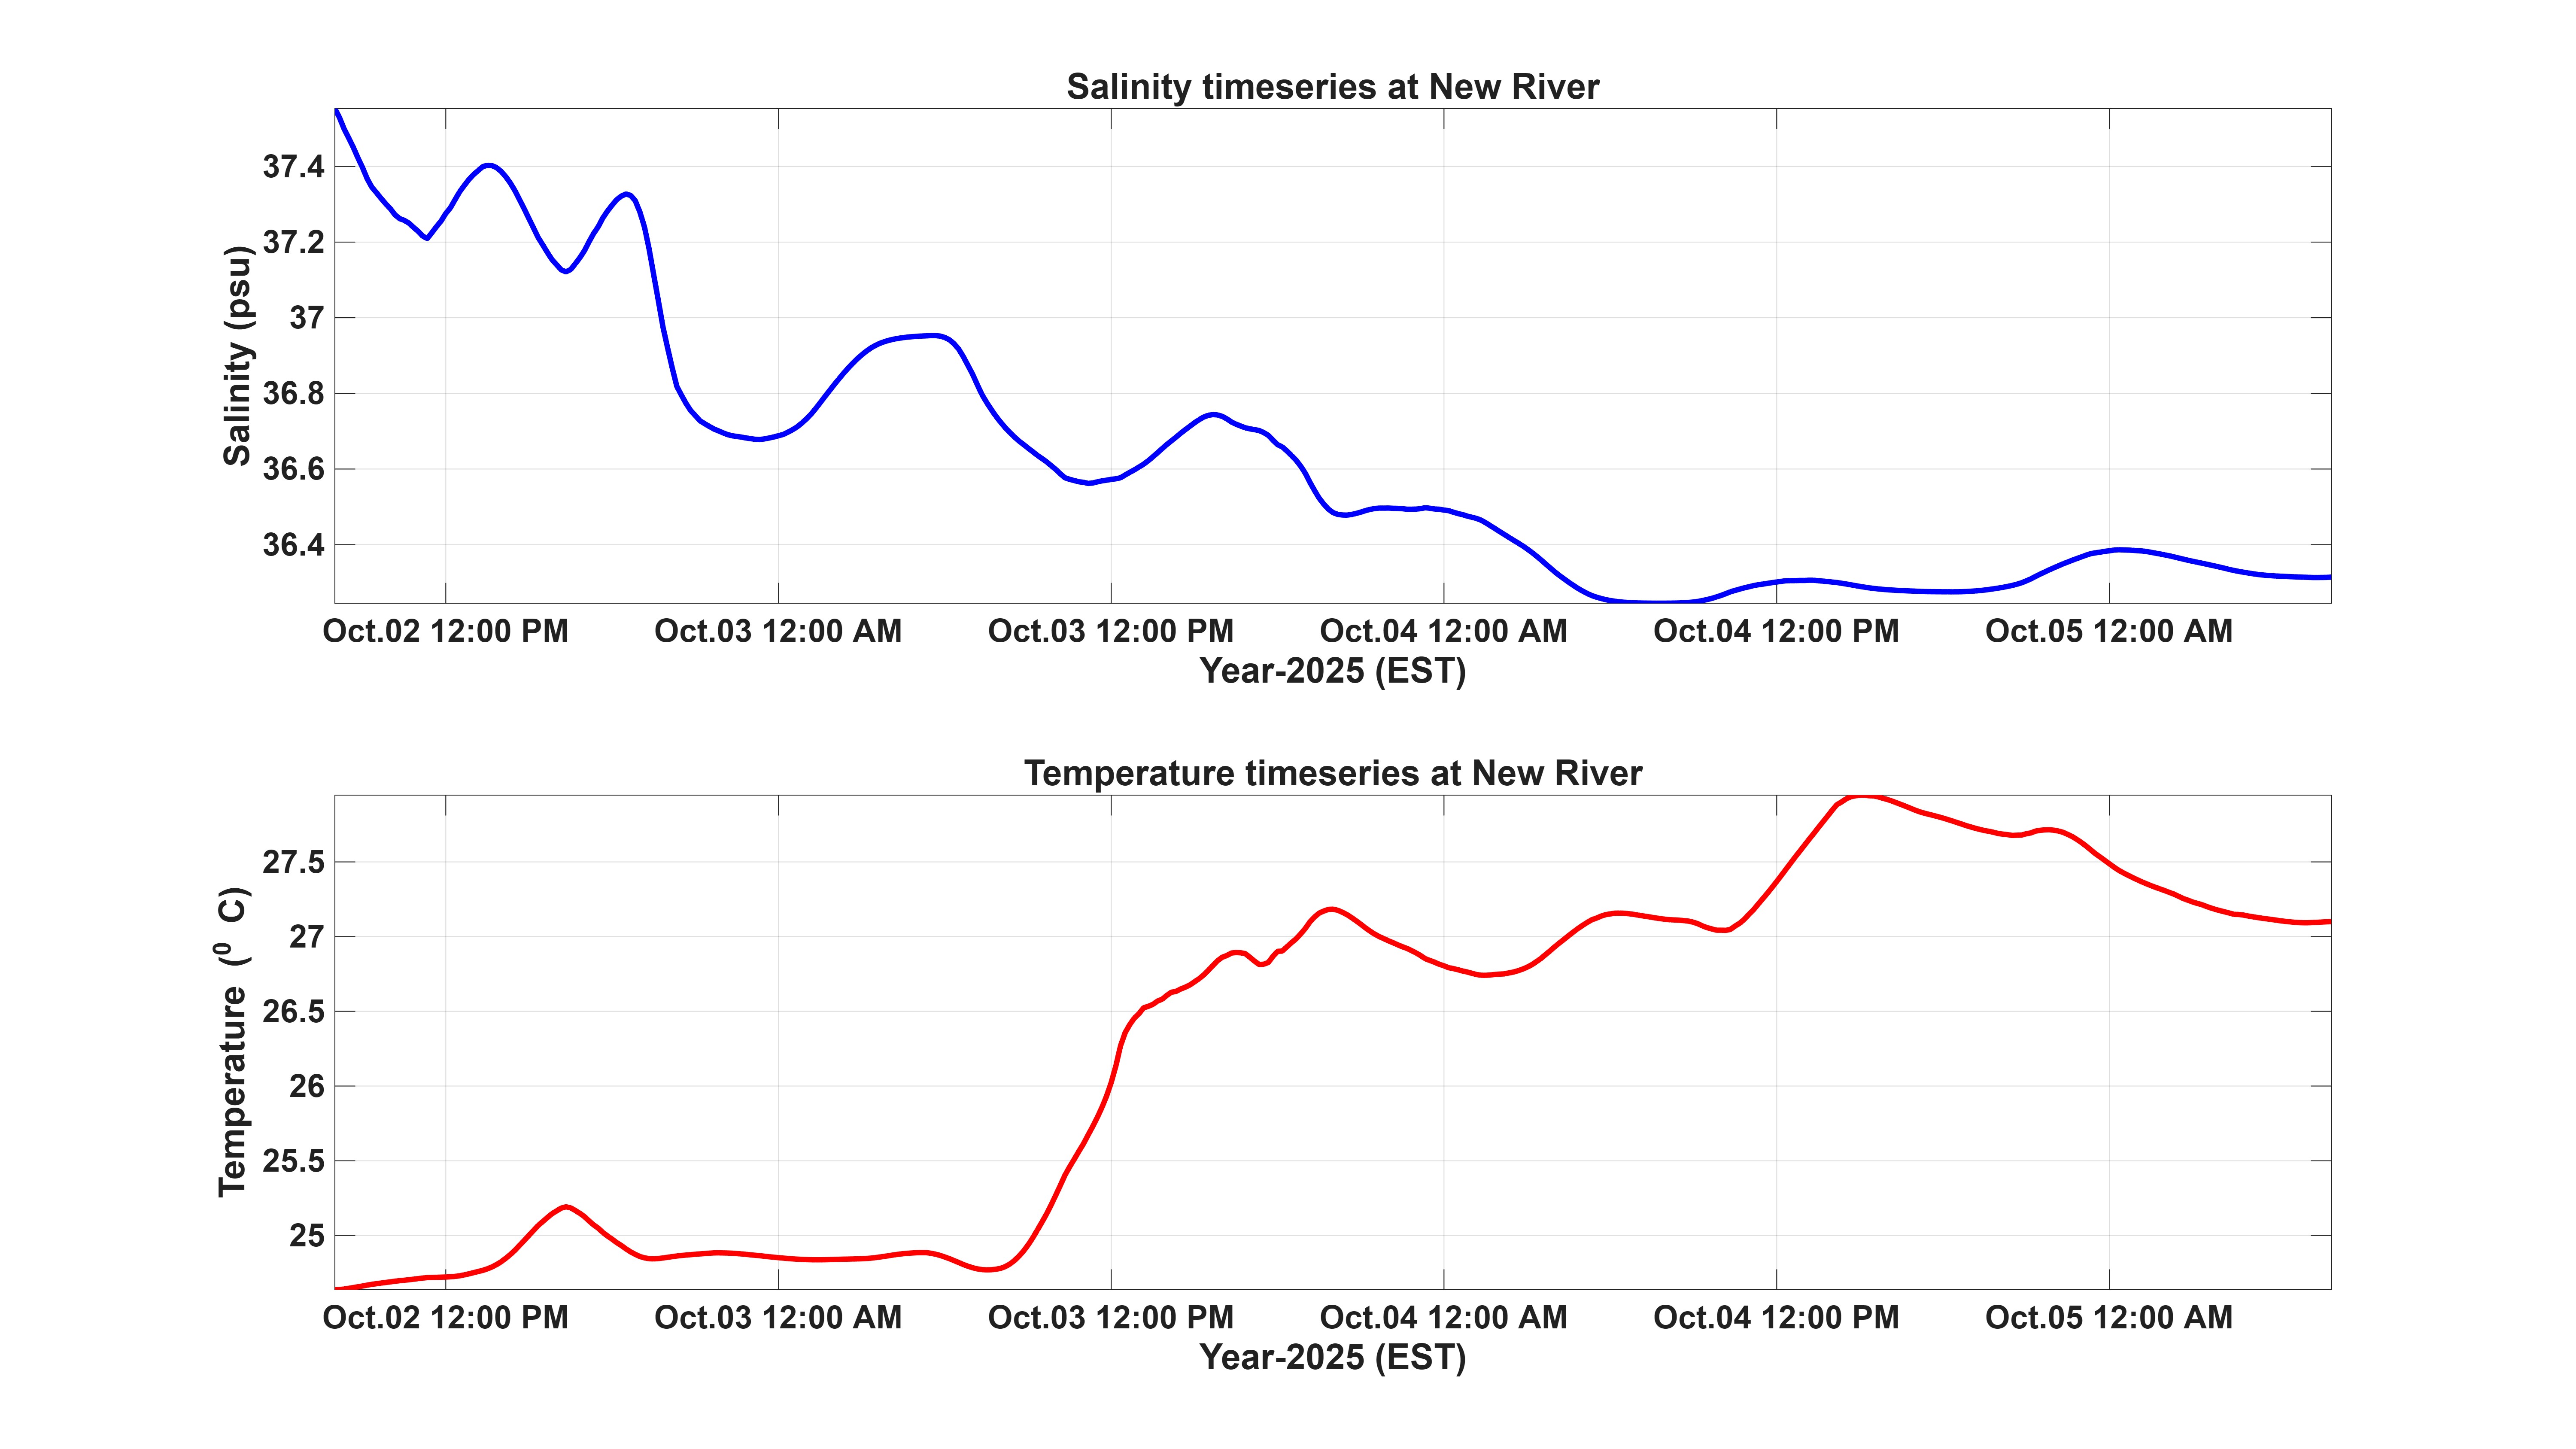 Salinity timeseries at New River
Salinity (psu)
37.4
37.2
37
36.8
36.6
36.4
Oct.02 12:00 PM Oct.03 12:00 AM Oct.03 12:00 PM Oct.04 12:00 AM Oct.04 12:00 PM Oct.05 12:00 AM
Year-2025 (EST)
Temperature timeseries at New River
Temperature (⁰ C)
27.5
27
26.5
26
25.5
25
Oct.02 12:00 PM Oct.03 12:00 AM Oct.03 12:00 PM Oct.04 12:00 AM Oct.04 12:00 PM Oct.05 12:00 AM
Year-2025 (EST)